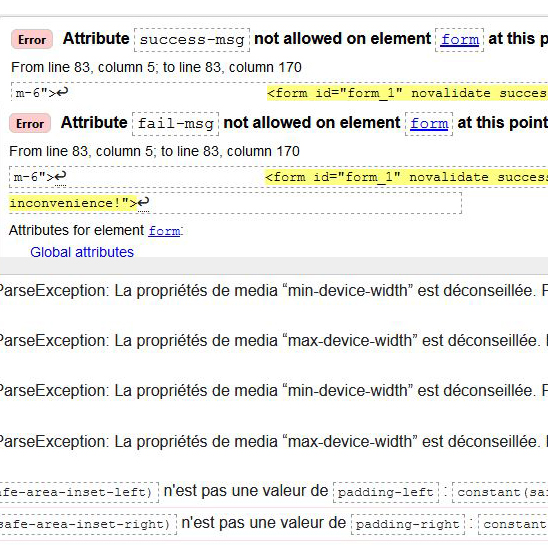 Error Attribute success-msg not allowed on element form at this
From line 83, column 5; to line 83, column 170
m-6">↩ <form id="form_1" novalidate succes
Error Attribute fail-msg not allowed on element form at this point
From line 83, column 5; to line 83, column 170
m-6">↩ <form id="form_1" novalidate success
inconvenience!">↩
Attributes for element form:
Global attributes
ParseException: La propriétés de media “min-device-width” est déconseillée.
ParseException: La propriétés de media “max-device-width” est déconseillée.
ParseException: La propriétés de media “min-device-width” est déconseillée.
ParseException: La propriétés de media “max-device-width” est déconseillée.
afe-area-inset-left) n'est pas une valeur de padding-left : constant(sa
safe-area-inset-right) n'est pas une valeur de padding-right : constant